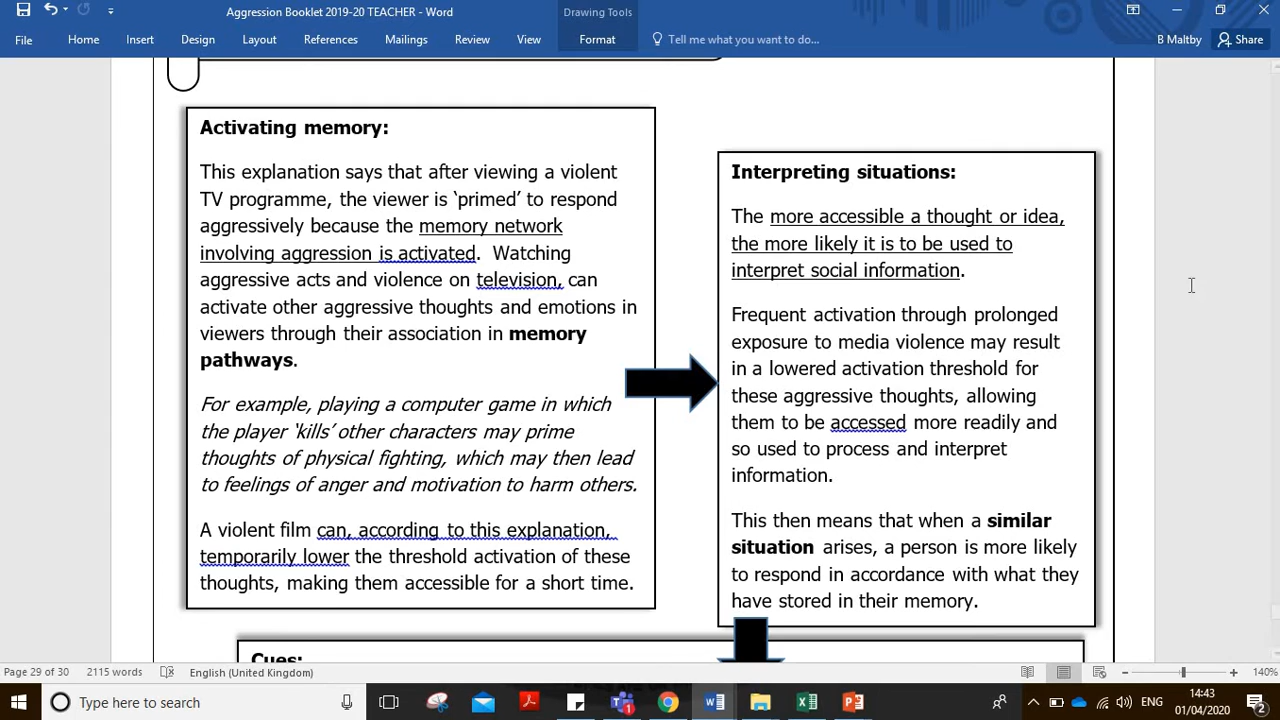 Aggression Booklet 2019-20 TEACHER - Word
Drawing Tools
File Home Insert Design Layout References Mailings Review View Format Tell me what you want to do... B Maltby Share
Activating memory:
This explanation says that after viewing a violent
TV programme, the viewer is ‘primed’ to respond
aggressively because the memory network
involving aggression is activated. Watching
aggressive acts and violence on television, can
activate other aggressive thoughts and emotions in
viewers through their association in memory
pathways.
For example, playing a computer game in which
the player ‘kills’ other characters may prime
thoughts of physical fighting, which may then lead
to feelings of anger and motivation to harm others.
A violent film can, according to this explanation,
temporarily lower the threshold activation of these
thoughts, making them accessible for a short time.
Interpreting situations:
The more accessible a thought or idea,
the more likely it is to be used to
interpret social information.
Frequent activation through prolonged
exposure to media violence may result
in a lowered activation threshold for
these aggressive thoughts, allowing
them to be accessed more readily and
so used to process and interpret
information.
This then means that when a similar
situation arises, a person is more likely
to respond in accordance with what they
have stored in their memory.
Cues:
Page 29 of 30 2115 words English (United Kingdom) 140%
Type here to search
ENG
14:43
01/04/2020
2